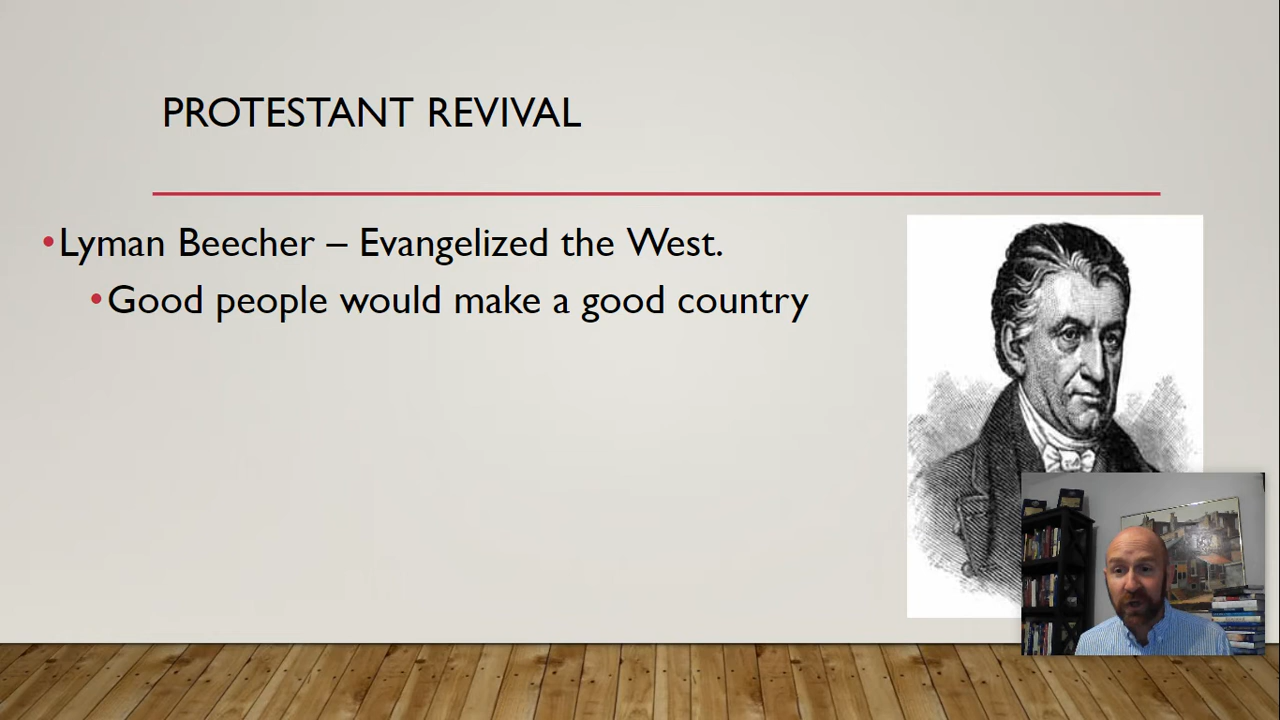 PROTESTANT REVIVAL
•Lyman Beecher – Evangelized the West.
•Good people would make a good country